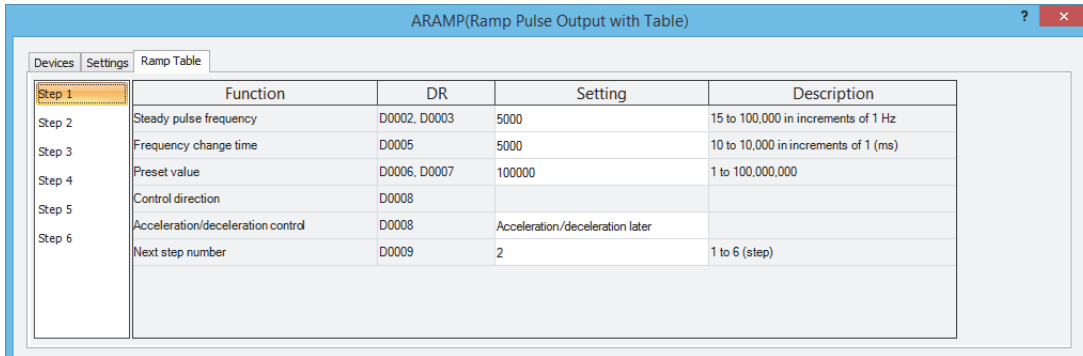 ARAMP(Ramp Pulse Output with Table)
? ×
Devices Settings Ramp Table
Step 1
Step 2
Step 3
Step 4
Step 5
Step 6
Function DR Setting Description
Steady pulse frequency D0002, D0003 5000 15 to 100,000 in increments of 1 Hz
Frequency change time D0005 5000 10 to 10,000 in increments of 1 (ms)
Preset value D0006, D0007 100000 1 to 100,000,000
Control direction D0008
Acceleration/deceleration control D0008 Acceleration/deceleration later
Next step number D0009 2 1 to 6 (step)